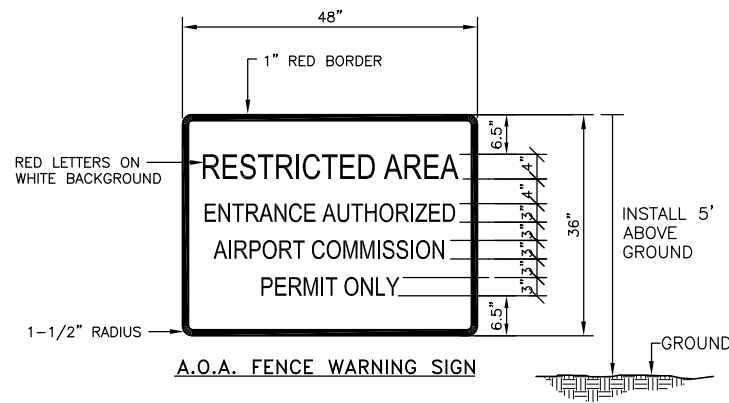 48"
1" RED BORDER
RED LETTERS ON
WHITE BACKGROUND
RESTRICTED AREA
ENTRANCE AUTHORIZED
AIRPORT COMMISSION
PERMIT ONLY
6.5"
4"
4"
3"
3"
3"
3"
3"
6.5"
36"
INSTALL 5'
ABOVE
GROUND
1-1/2" RADIUS
GROUND
A.O.A. FENCE WARNING SIGN